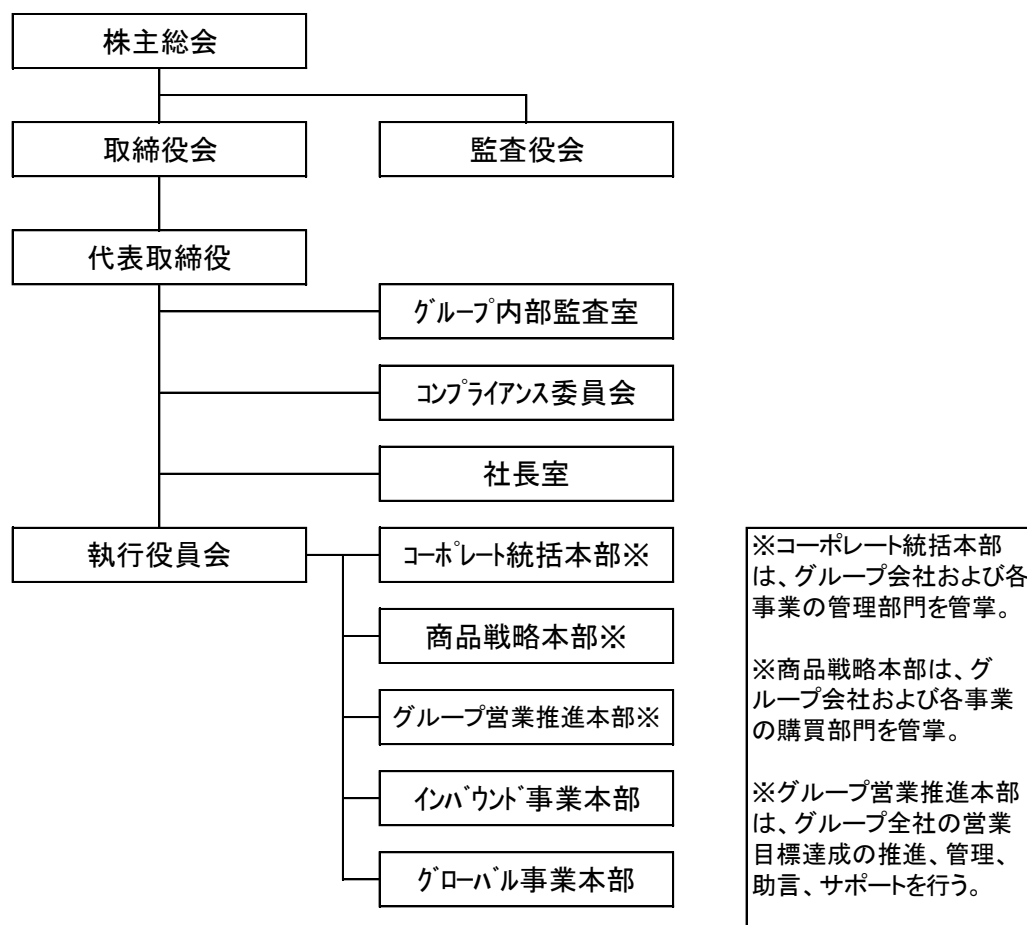 株主総会
取締役会
監査役会
代表取締役
ｸﾞﾙｰﾌﾟ内部監査室
ｺﾝﾌﾟﾗｲｱﾝｽ委員会
社長室
執行役員会
ｺｰﾎﾟﾚｰﾄ統括本部※
商品戦略本部※
グループ営業推進本部※
ｲﾝﾊﾞｳﾝﾄﾞ事業本部
ｸﾞﾛｰﾊﾞﾙ事業本部
※コーポレート統括本部
は、グループ会社および各
事業の管理部門を管掌。
※商品戦略本部は、グ
ループ会社および各事業
の購買部門を管掌。
※グループ営業推進本部
は、グループ全社の営業
目標達成の推進、管理、
助言、サポートを行う。